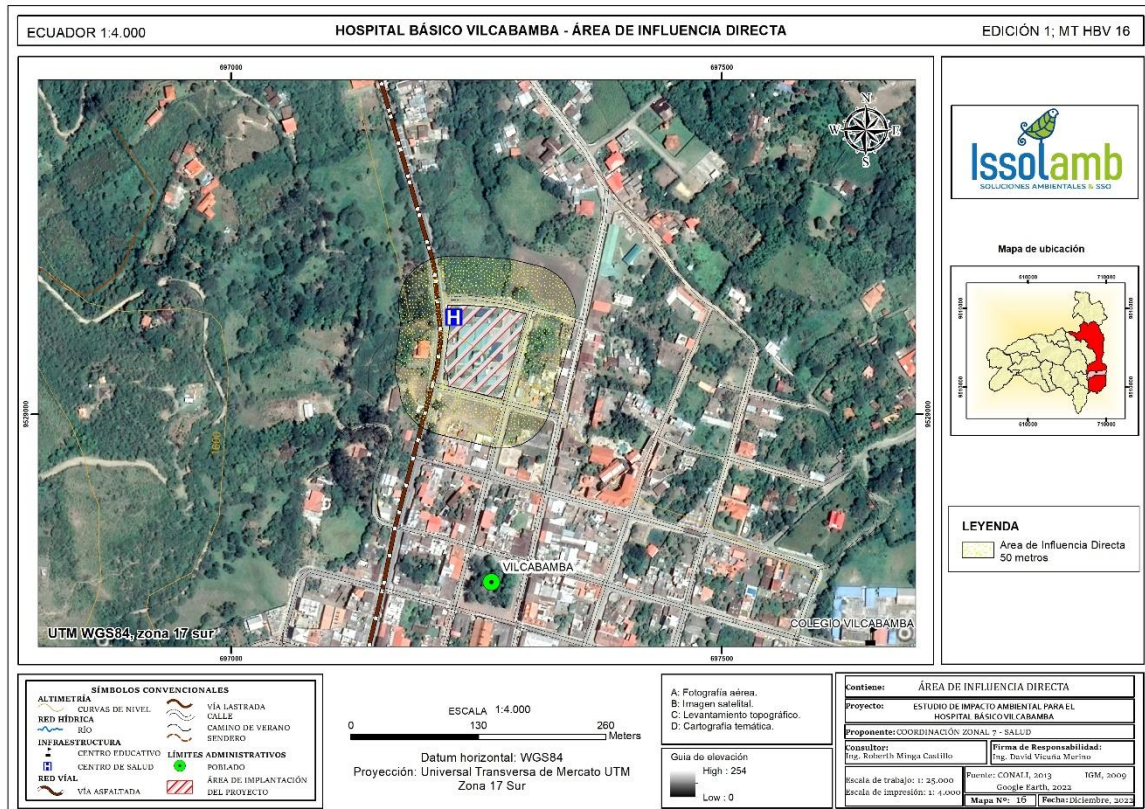 ECUADOR 1:4.000
HOSPITAL BÁSICO VILCABAMBA - ÁREA DE INFLUENCIA DIRECTA
EDICIÓN 1; MT HBV 16
697000
697500
9529000
9529000
N
W E
S
H
1600
VILCABAMBA
COLEGIO VILCABAMBA
UTM WGS84, zona 17 sur
697000
697500
Issolamb
SOLUCIONES AMBIENTALES & SSO
Mapa de ubicación
616000
716000
616000
716000
LEYENDA
Area de Influencia Directa
50 metros
SÍMBOLOS CONVENCIONALES
ALTIMETRÍA
CURVAS DE NIVEL
RED HÍDRICA
RÍO
INFRAESTRUCTURA
CENTRO EDUCATIVO
H CENTRO DE SALUD
RED VÍAL
VÍA ASFALTADA
VÍA LASTRADA
CALLE
CAMINO DE VERANO
SENDERO
LÍMITES ADMINISTRATIVOS
POBLADO
ÁREA DE IMPLANTACIÓN
DEL PROYECTO
ESCALA 1:4.000
0 130 260
Meters
Datum horizontal: WGS84
Proyección: Universal Transversa de Mercato UTM
Zona 17 Sur
A: Fotografía aérea.
B: Imagen satelital.
C: Levantamiento topográfico.
D: Cartografía temática.
Guia de elevación
High : 254
Low : 0
Contiene: ÁREA DE INFLUENCIA DIRECTA
Proyecto: ESTUDIO DE IMPACTO AMBIENTAL PARA EL
HOSPITAL BÁSICO VILCABAMBA
Proponente: COORDINACIÓN ZONAL 7 - SALUD
Consultor:
Ing. Roberth Minga Castillo
Firma de Responsabilidad:
Ing. David Vicuña Merino
Escala de trabajo: 1: 25.000
Escala de impresión: 1: 4.000
Fuente: CONALI, 2013 IGM, 2009
Google Earth, 2022
Mapa Nº: 16 Fecha: Diciembre,